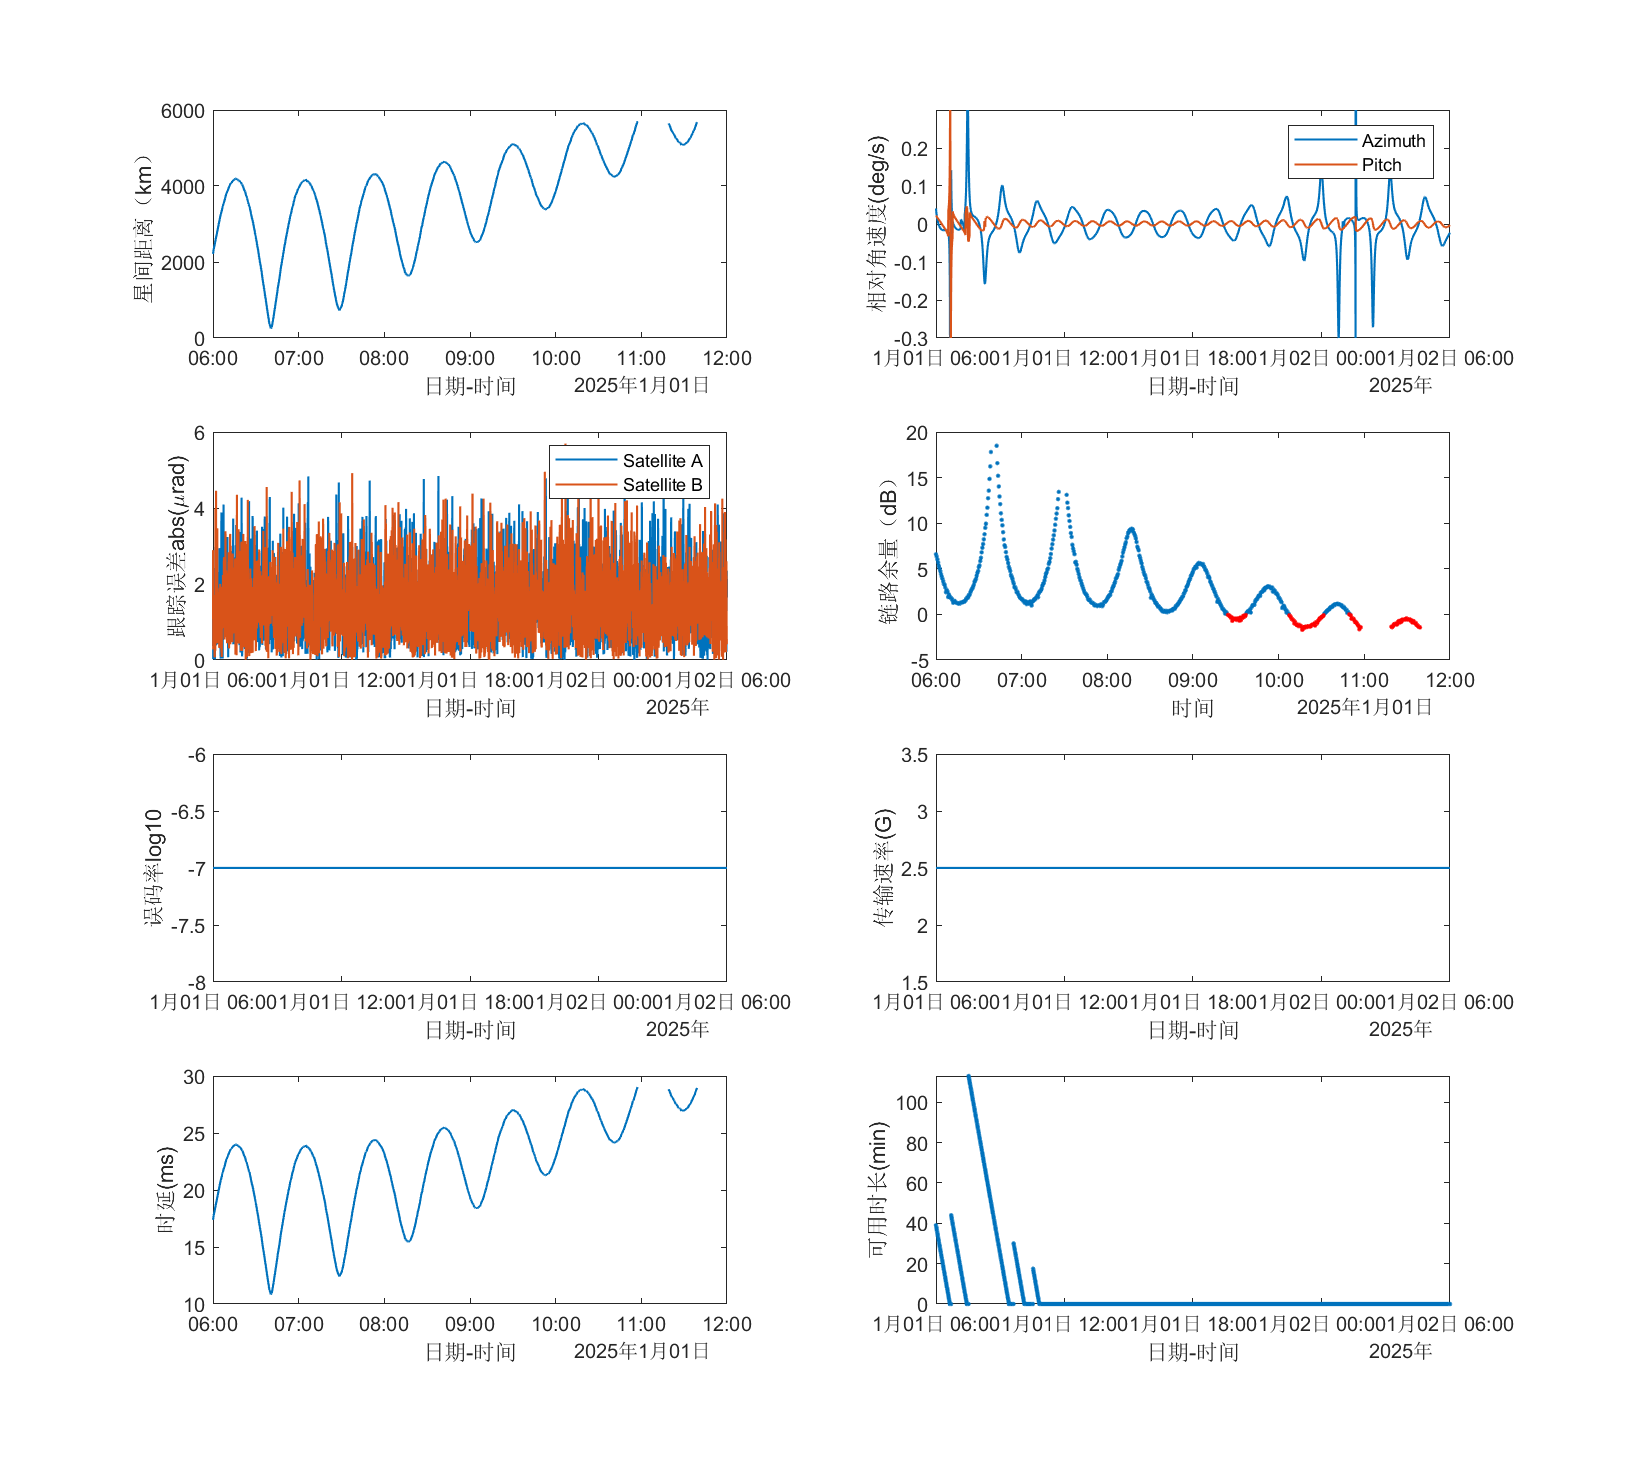 6000
4000
2000
0
星间距离（km）
06:00 07:00 08:00 09:00 10:00 11:00 12:00
日期-时间
2025年1月01日
0.2
0.1
0
-0.1
-0.2
-0.3
相对角速度(deg/s)
Azimuth
Pitch
1月01日 06:00 1月01日 12:00 1月01日 18:00 1月02日 00:00 1月02日 06:00
日期-时间
2025年
6
4
2
0
跟踪误差abs(μrad)
Satellite A
Satellite B
1月01日 06:00 1月01日 12:00 1月01日 18:00 1月02日 00:00 1月02日 06:00
日期-时间
2025年
20
15
10
5
0
-5
链路余量（dB）
06:00 07:00 08:00 09:00 10:00 11:00 12:00
时间
2025年1月01日
-6
-6.5
-7
-7.5
-8
误码率log10
1月01日 06:00 1月01日 12:00 1月01日 18:00 1月02日 00:00 1月02日 06:00
日期-时间
2025年
3.5
3
2.5
2
1.5
传输速率(G)
1月01日 06:00 1月01日 12:00 1月01日 18:00 1月02日 00:00 1月02日 06:00
日期-时间
2025年
30
25
20
15
10
时延(ms)
06:00 07:00 08:00 09:00 10:00 11:00 12:00
日期-时间
2025年1月01日
100
80
60
40
20
0
可用时长(min)
1月01日 06:00 1月01日 12:00 1月01日 18:00 1月02日 00:00 1月02日 06:00
日期-时间
2025年